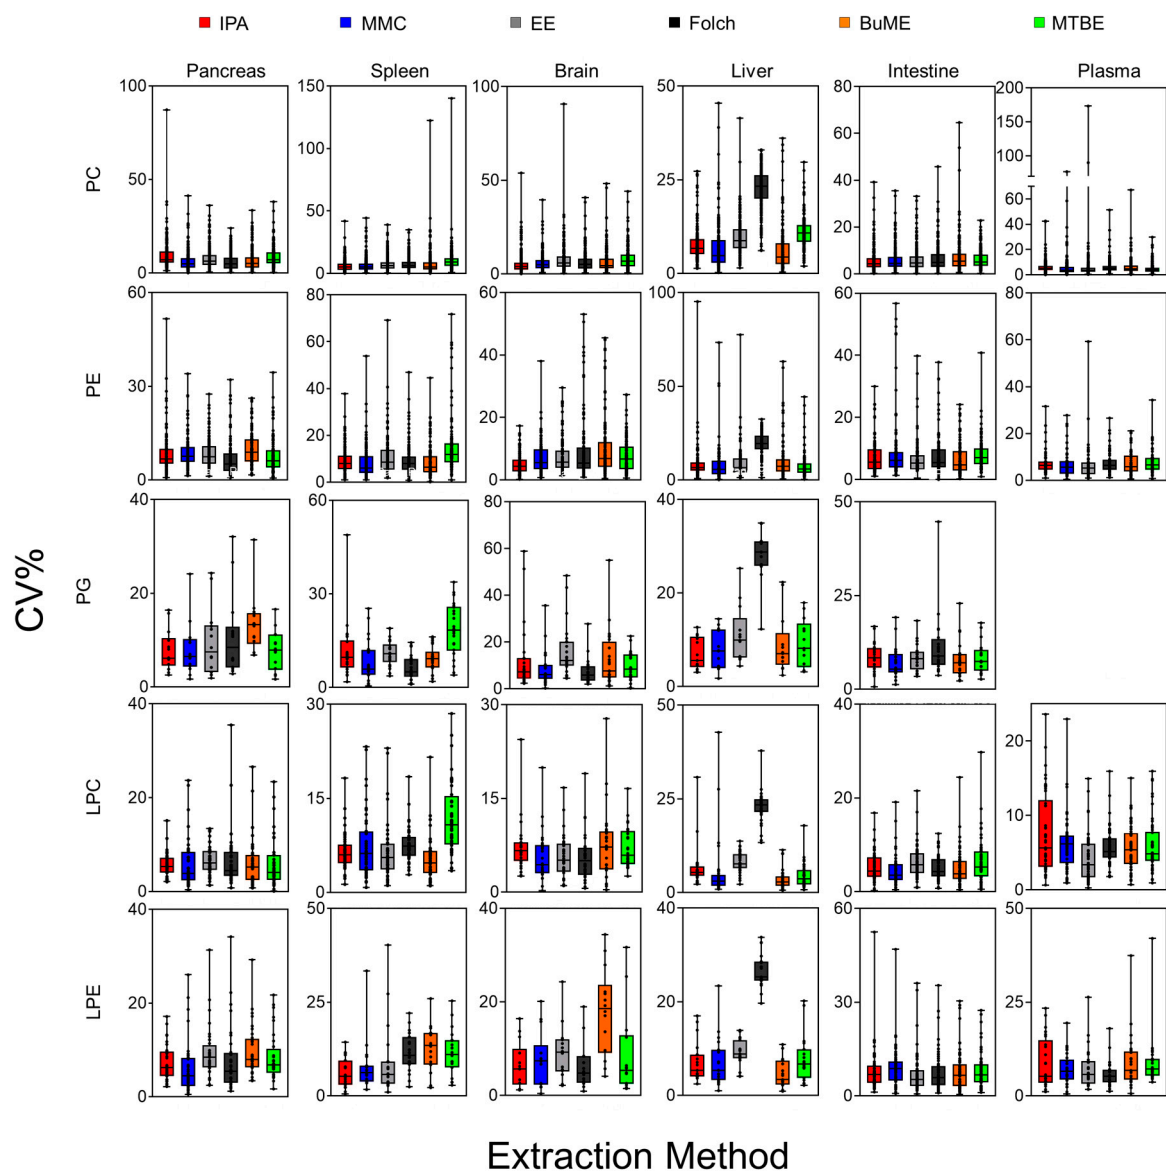 IPA MMC EE Folch BuME MTBE
Pancreas Spleen Brain Liver Intestine Plasma
CV%
PC
100 50 0
150 100 50 0
100 50 0
50 25 0
80 60 40 20 0
200 100 60 40 20 0
PE
60 30 0
80 60 40 20 0
60 40 20 0
100 50 0
60 40 20 0
80 60 40 20 0
PG
40 20 0
60 40 20 0
80 60 40 20 0
40 20 0
50 40 30 20 10 0
LPC
40 20 0
30 15 0
30 15 0
50 25 0
40 20 0
20 10 0
LPE
40 20 0
50 25 0
40 20 0
40 20 0
60 30 0
50 25 0
Extraction Method